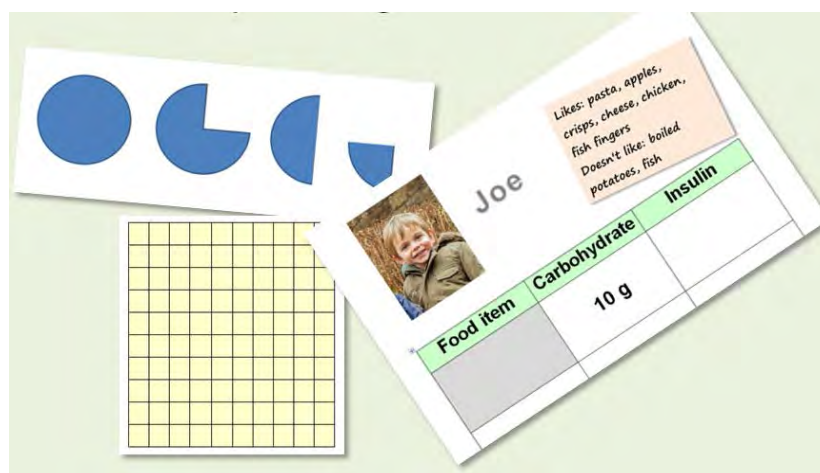 Likes: pasta, apples,
crisps, cheese, chicken,
fish fingers
Doesn't like: boiled
potatoes, fish
Joe
Food item Carbohydrate Insulin
10 g